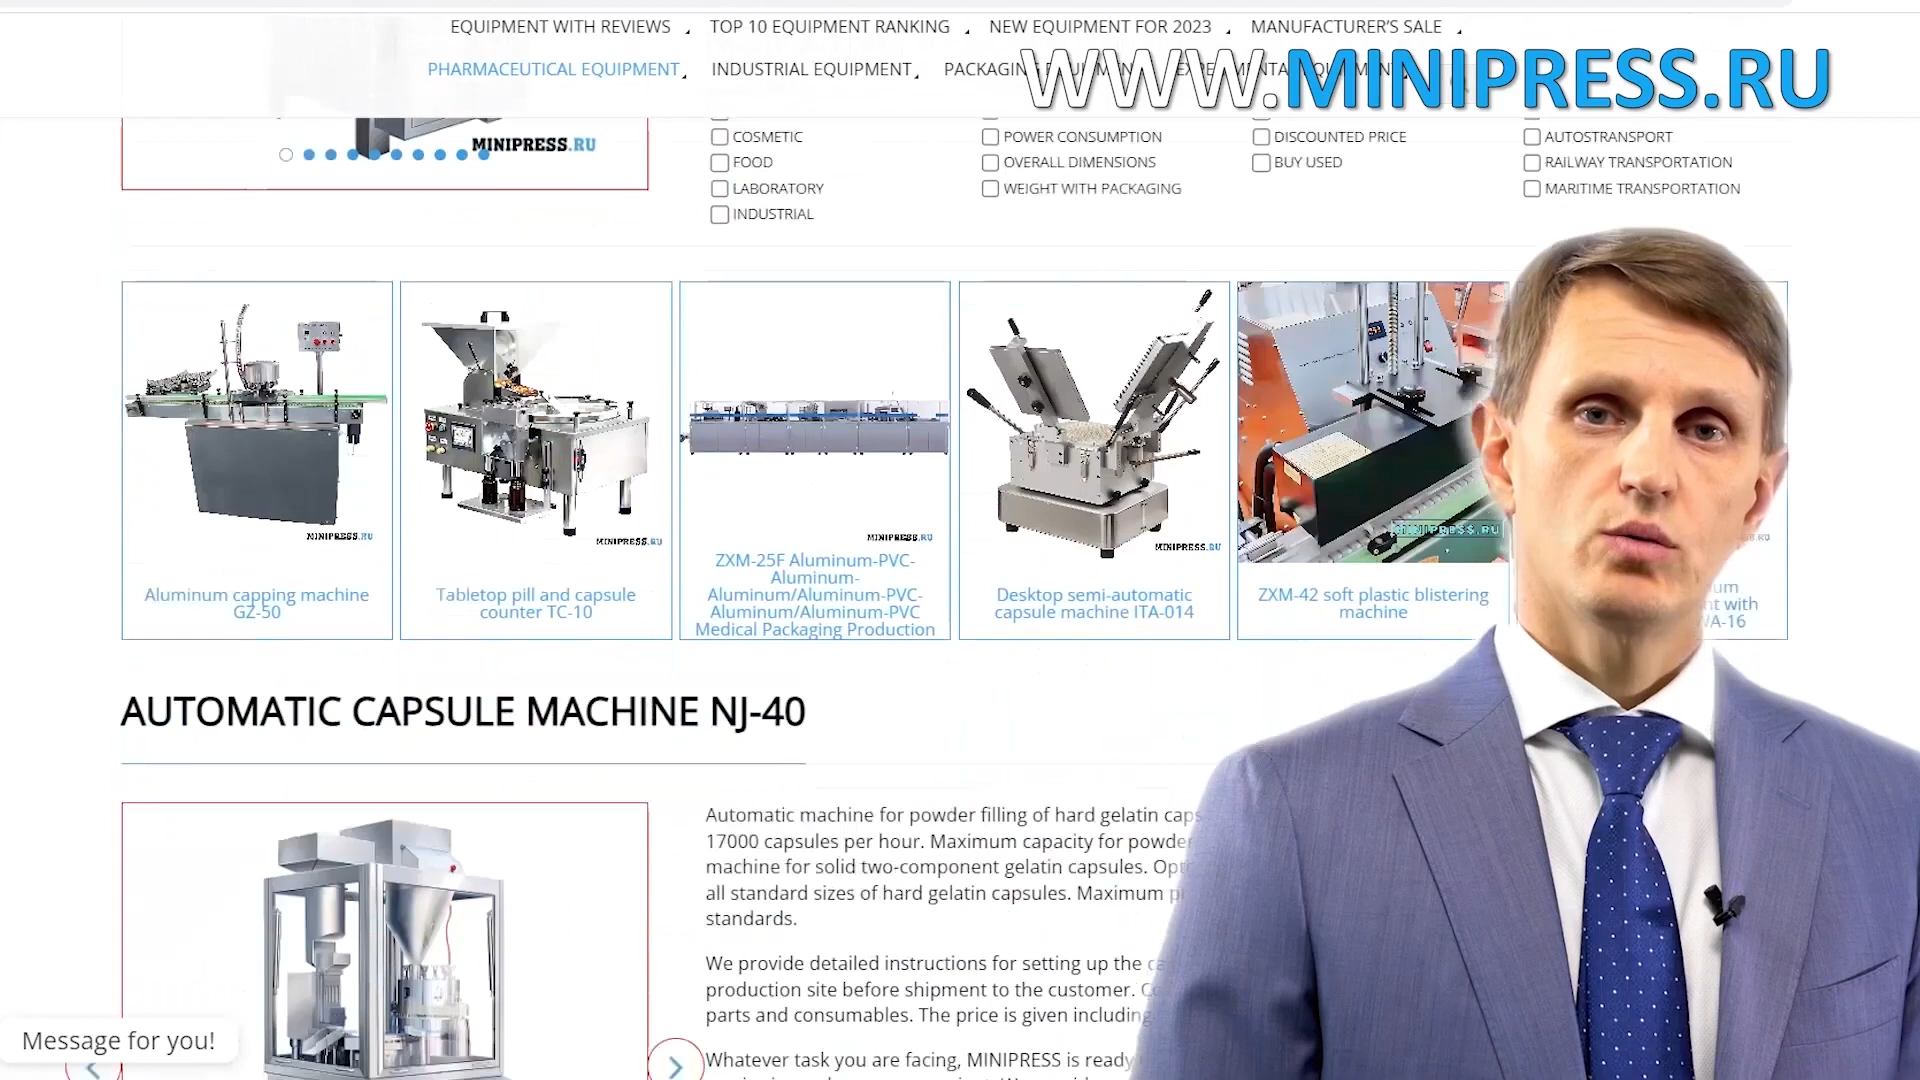 EQUIPMENT WITH REVIEWS TOP 10 EQUIPMENT RANKING NEW EQUIPMENT FOR 2023 MANUFACTURER'S SALE
PHARMACEUTICAL EQUIPMENT INDUSTRIAL EQUIPMENT
WWW.MINIPRESS.RU
MINIPRESS.RU
COSMETIC
FOOD
LABORATORY
INDUSTRIAL
POWER CONSUMPTION
OVERALL DIMENSIONS
WEIGHT WITH PACKAGING
DISCOUNTED PRICE
BUY USED
AUTOSTRANSPORT
RAILWAY TRANSPORTATION
MARITIME TRANSPORTATION
MINIPRESS.RU
Aluminum capping machine
GZ-50
MINIPRESS.RU
Tabletop pill and capsule
counter TC-10
MINIPRESS.RU
ZXM-25F Aluminum-PVC-
Aluminum-
Aluminum/Aluminum-PVC-
Aluminum/Aluminum-PVC
Medical Packaging Production
MINIPRESS.RU
Desktop semi-automatic
capsule machine ITA-014
MINIPRESS.RU
ZXM-42 soft plastic blistering
machine
with
AUTOMATIC CAPSULE MACHINE NJ-40
Automatic machine for powder filling of hard gelatin
17000 capsules per hour. Maximum capacity for powder
machine for solid two-component gelatin capsules.
all standard sizes of hard gelatin capsules. Maximum
standards.
We provide detailed instructions for setting up the
production site before shipment to the customer.
parts and consumables. The price is given including
Whatever task you are facing, MINIPRESS is ready
Message for you!